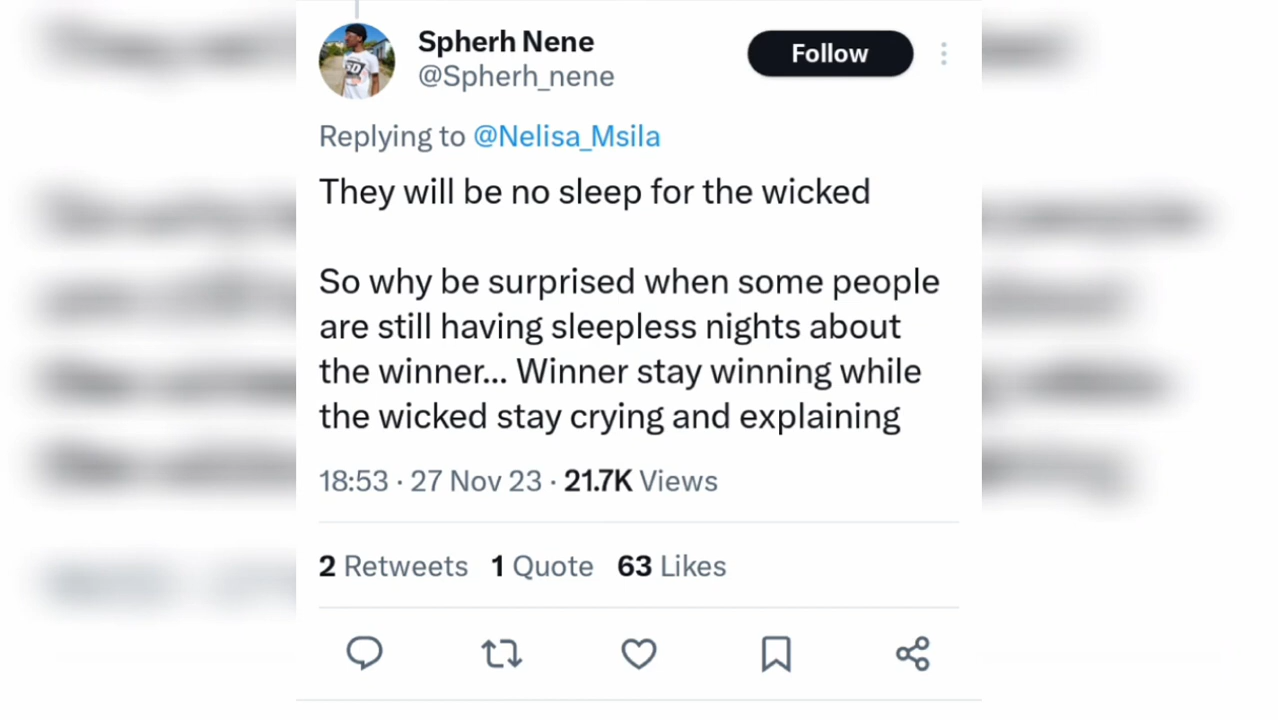 Spherh Nene
@Spherh_nene
Follow
Replying to @Nelisa_Msila
They will be no sleep for the wicked
So why be surprised when some people
are still having sleepless nights about
the winner... Winner stay winning while
the wicked stay crying and explaining
18:53 · 27 Nov 23 · 21.7K Views
2 Retweets 1 Quote 63 Likes